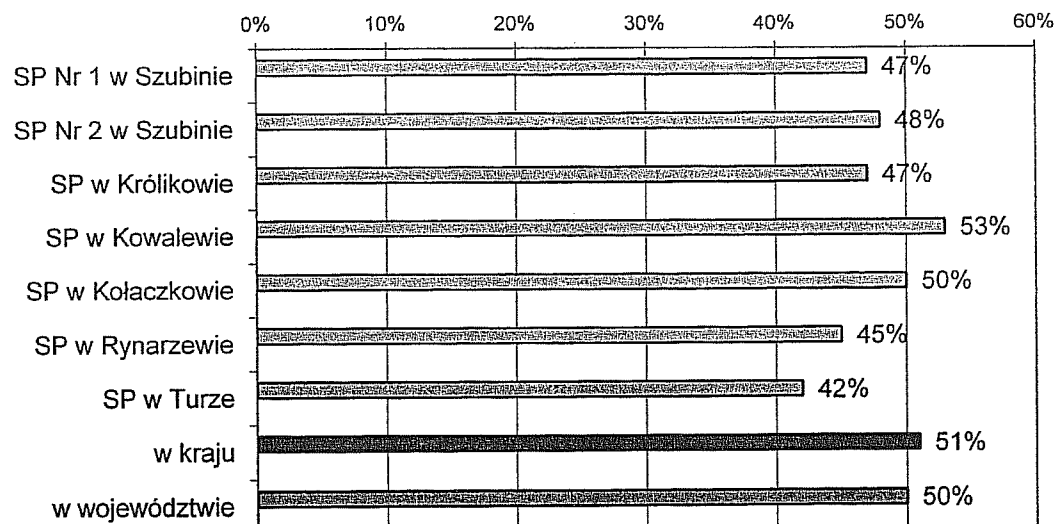 0% 10% 20% 30% 40% 50% 60%
SP Nr 1 w Szubinie 47%
SP Nr 2 w Szubinie 48%
SP w Królikowie 47%
SP w Kowalewie 53%
SP w Kołaczkowie 50%
SP w Rynarzewie 45%
SP w Turze 42%
w kraju 51%
w województwie 50%